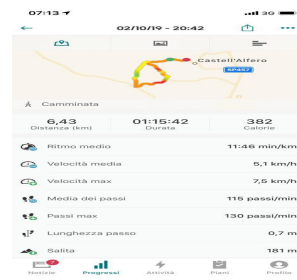 07:13
3G
02/10/19 - 20:42
Castell'Alfero
SP457
Camminata
6,43
Distanza (km)
01:15:42
Durata
382
Calorie
Ritmo medio 11:46 min/km
Velocità media 5,1 km/h
Velocità max 7,5 km/h
Media dei passi 115 passi/min
Passi max 130 passi/min
Lunghezza passo 0,7 m
Salita 181 m
Notizie
Progressi
Attività
Piani
Profilo